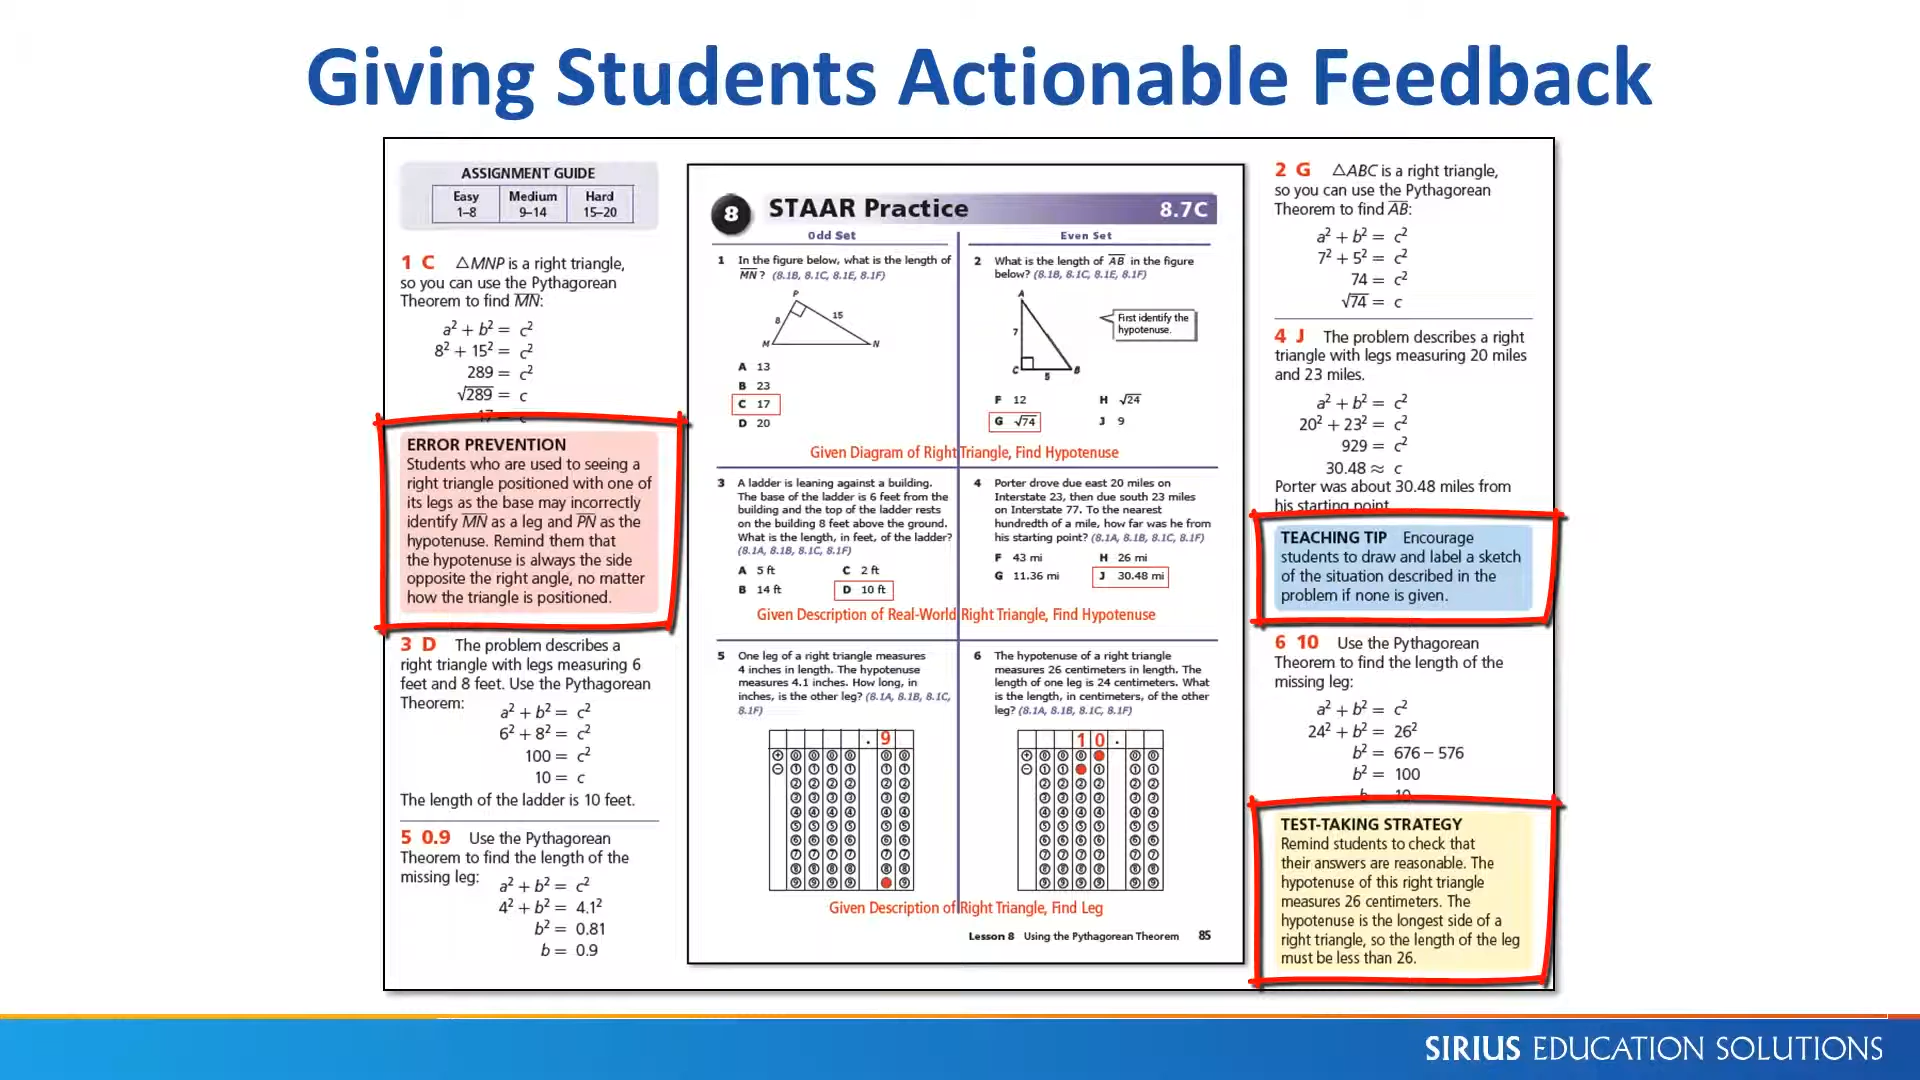 Giving Students Actionable Feedback
ASSIGNMENT GUIDE
Easy Medium Hard
1–8 9–14 15–20
1 C △MNP is a right triangle,
so you can use the Pythagorean
Theorem to find M̅N̅:
a² + b² = c²
8² + 15² = c²
289 = c²
√289 = c
17 = c
ERROR PREVENTION
Students who are used to seeing a
right triangle positioned with one of
its legs as the base may incorrectly
identify M̅N̅ as a leg and P̅N̅ as the
hypotenuse. Remind them that
the hypotenuse is always the side
opposite the right angle, no matter
how the triangle is positioned.
3 D The problem describes a
right triangle with legs measuring 6
feet and 8 feet. Use the Pythagorean
Theorem:
a² + b² = c²
6² + 8² = c²
100 = c²
10 = c
The length of the ladder is 10 feet.
5 0.9 Use the Pythagorean
Theorem to find the length of the
missing leg:
a² + b² = c²
4² + b² = 4.1²
b² = 0.81
b = 0.9
8 STAAR Practice 8.7C
Odd Set
1 In the figure below, what is the length of
M̅N̅? (8.1B, 8.1C, 8.1E, 8.1F)
P
8 15
M N
A 13
B 23
C 17
D 20
Even Set
2 What is the length of A̅B̅ in the figure
below? (8.1B, 8.1C, 8.1E, 8.1F)
A
First identify the
hypotenuse.
7
C 5 B
F 12 H √24
G √74 J 9
Given Diagram of Right Triangle, Find Hypotenuse
3 A ladder is leaning against a building.
The base of the ladder is 6 feet from the
building and the top of the ladder rests
on the building 8 feet above the ground.
What is the length, in feet, of the ladder?
(8.1A, 8.1B, 8.1C, 8.1F)
A 5 ft C 2 ft
B 14 ft D 10 ft
4 Porter drove due east 20 miles on
Interstate 23, then due south 23 miles
on Interstate 77. To the nearest
hundredth of a mile, how far was he from
his starting point? (8.1A, 8.1B, 8.1C, 8.1F)
F 43 mi H 26 mi
G 11.36 mi J 30.48 mi
Given Description of Real-World Right Triangle, Find Hypotenuse
5 One leg of a right triangle measures
4 inches in length. The hypotenuse
measures 4.1 inches. How long, in
inches, is the other leg? (8.1A, 8.1B, 8.1C,
8.1F)
. 9
6 The hypotenuse of a right triangle
measures 26 centimeters in length. The
length of one leg is 24 centimeters. What
is the length, in centimeters, of the other
leg? (8.1A, 8.1B, 8.1C, 8.1F)
1 0 .
Given Description of Right Triangle, Find Leg
Lesson 8 Using the Pythagorean Theorem 85
2 G △ABC is a right triangle,
so you can use the Pythagorean
Theorem to find A̅B̅:
a² + b² = c²
7² + 5² = c²
74 = c²
√74 = c
4 J The problem describes a right
triangle with legs measuring 20 miles
and 23 miles.
a² + b² = c²
20² + 23² = c²
929 = c²
30.48 ≈ c
Porter was about 30.48 miles from
his starting point.
TEACHING TIP Encourage
students to draw and label a sketch
of the situation described in the
problem if none is given.
6 10 Use the Pythagorean
Theorem to find the length of the
missing leg:
a² + b² = c²
24² + b² = 26²
b² = 676 – 576
b² = 100
b = 10
TEST-TAKING STRATEGY
Remind students to check that
their answers are reasonable. The
hypotenuse of this right triangle
measures 26 centimeters. The
hypotenuse is the longest side of a
right triangle, so the length of the leg
must be less than 26.
SIRIUS EDUCATION SOLUTIONS